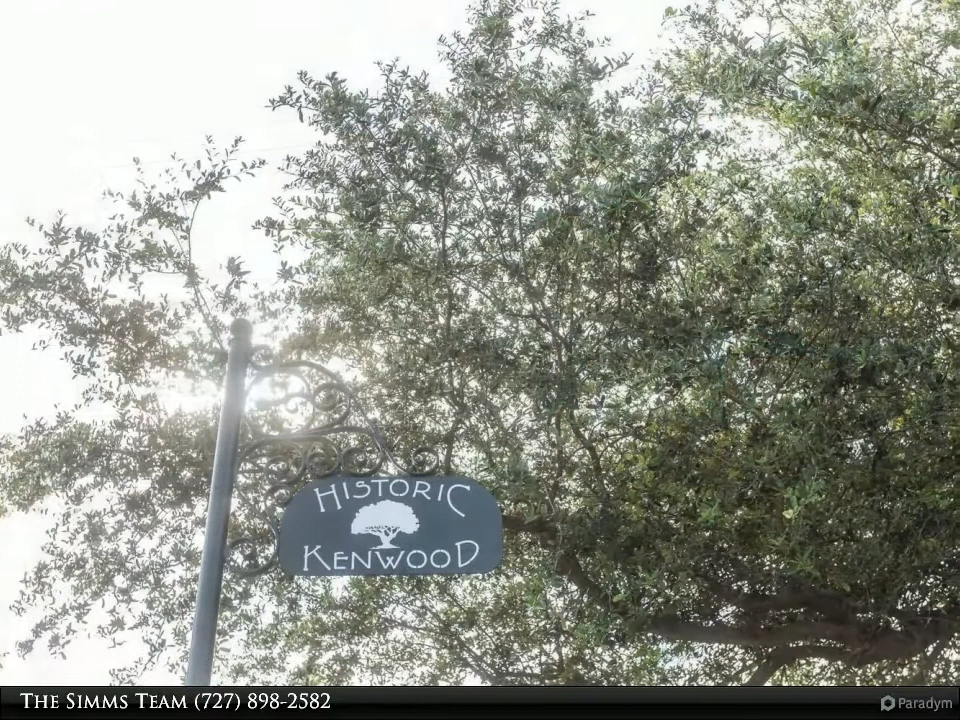 HISTORIC
KENWOOD
THE SIMMS TEAM (727) 898-2582
Paradym